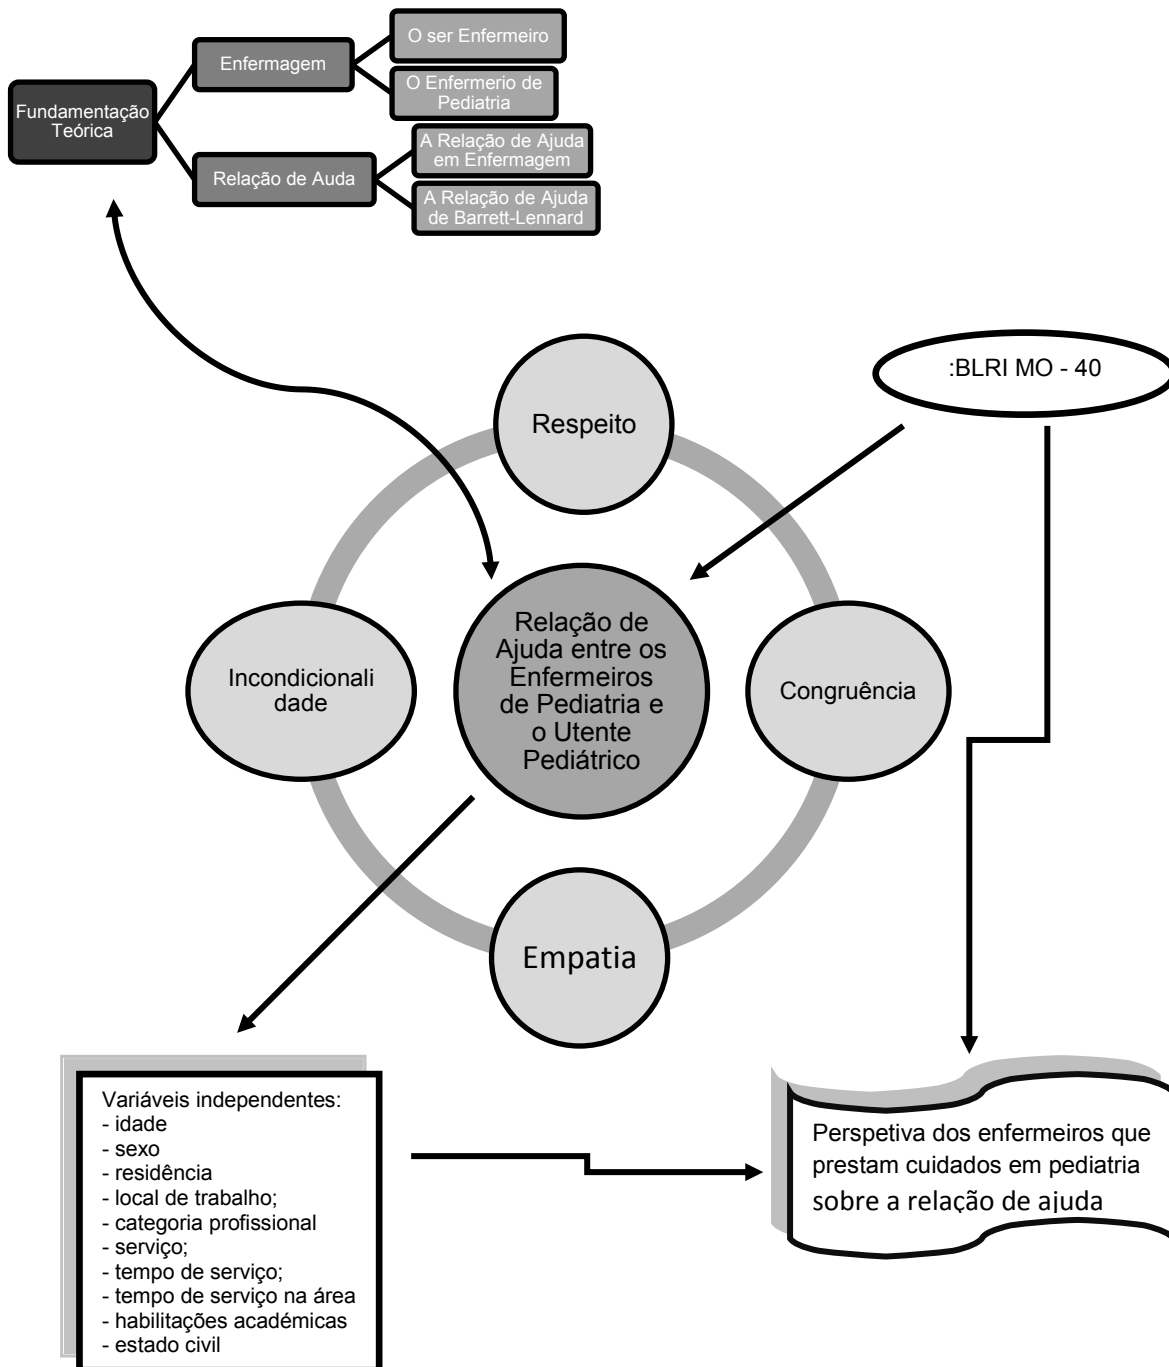 O ser Enfermeiro
Enfermagem
O Enfermerio de
Pediatria
Fundamentação
Teórica
A Relação de Ajuda
em Enfermagem
Relação de Auda
A Relação de Ajuda
de Barrett-Lennard
:BLRI MO - 40
Respeito
Relação de
Ajuda entre os
Enfermeiros
de Pediatria e
o Utente
Pediátrico
Incondicionali
dade
Congruência
Empatia
Variáveis independentes:
- idade
- sexo
- residência
- local de trabalho;
- categoria profissional
- serviço;
- tempo de serviço;
- tempo de serviço na área
- habilitações académicas
- estado civil
Perspetiva dos enfermeiros que
prestam cuidados em pediatria
sobre a relação de ajuda